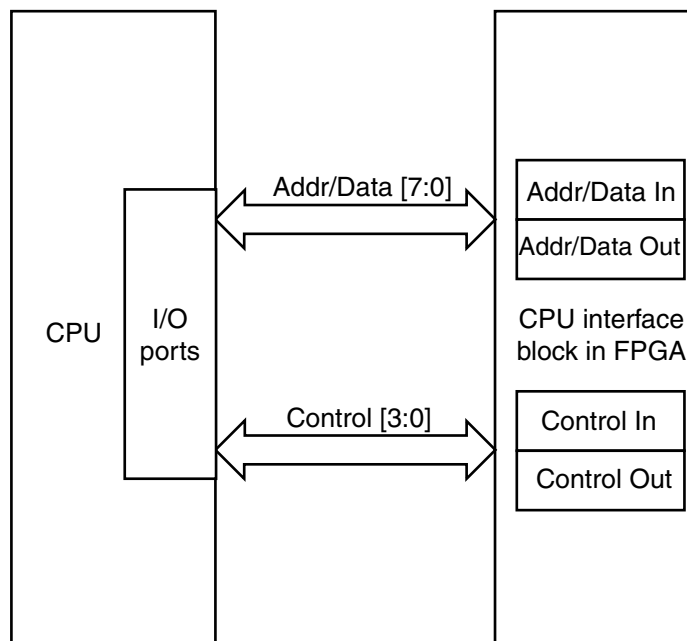 Addr/Data [7:0]
Addr/Data In
Addr/Data Out
CPU
I/O
ports
CPU interface
block in FPGA
Control [3:0]
Control In
Control Out